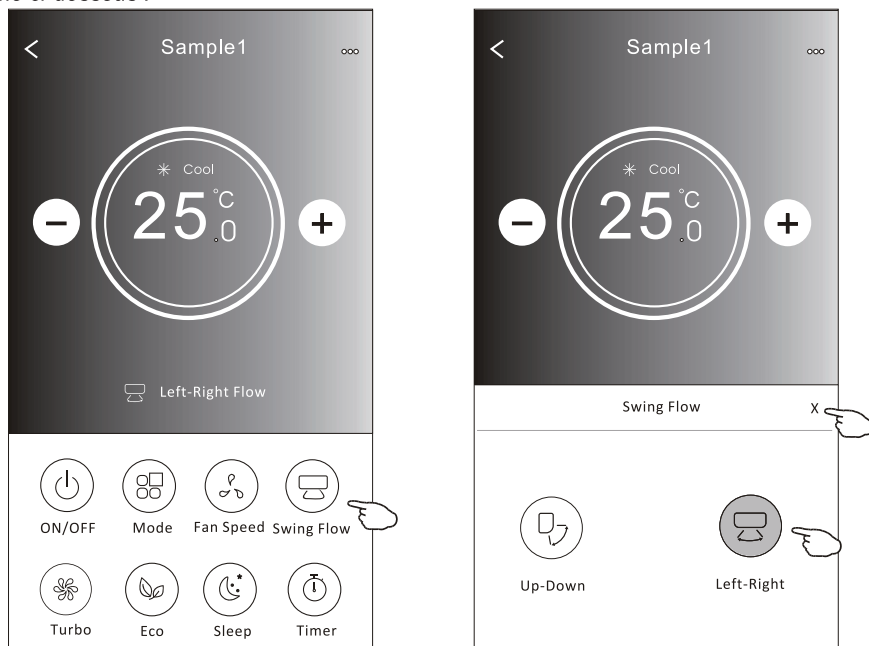 Sample1
Cool
25.0°C
Left-Right Flow
ON/OFF Mode Fan Speed Swing Flow
Turbo Eco Sleep Timer
Sample1
Cool
25.0°C
Swing Flow X
Up-Down Left-Right